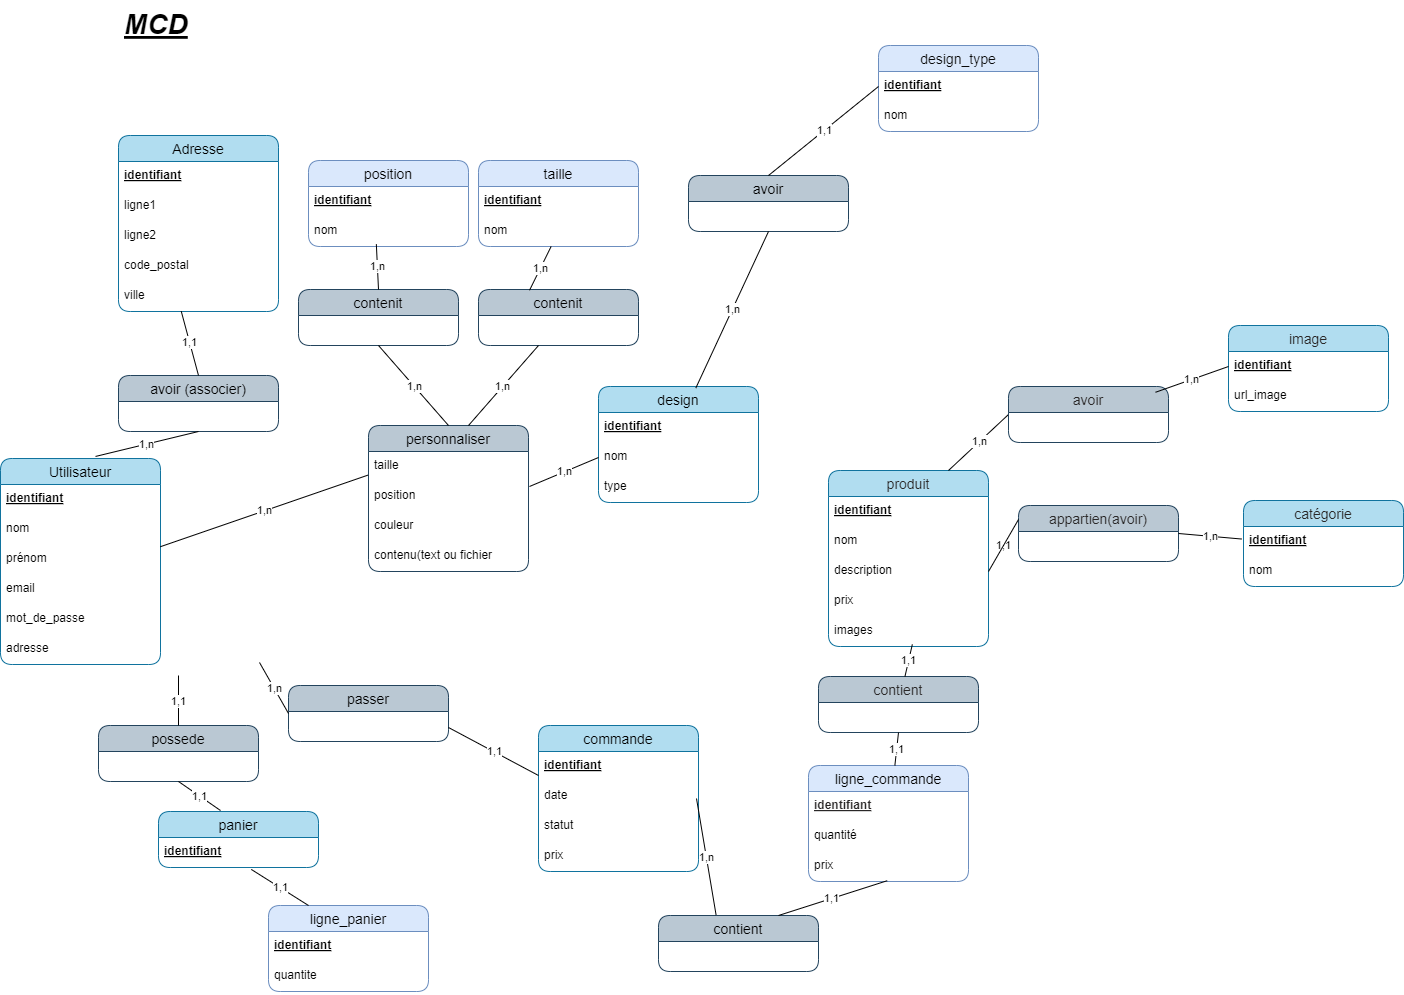 MCD
design_type
identifiant
nom
1,1
avoir
1,n
Adresse
identifiant
ligne1
ligne2
code_postal
ville
1,1
avoir (associer)
1,n
position
identifiant
nom
1,n
contenit
1,n
taille
identifiant
nom
1,n
contenit
1,n
personnaliser
taille
position
couleur
contenu(text ou fichier
1,n
1,n
design
identifiant
nom
type
Utilisateur
identifiant
nom
prénom
email
mot_de_passe
adresse
image
identifiant
url_image
1,n
avoir
1,n
produit
identifiant
nom
description
prix
images
1,1
appartien(avoir)
1,n
catégorie
identifiant
nom
1,1
contient
1,1
ligne_commande
identifiant
quantité
prix
1,1
contient
1,n
commande
identifiant
date
statut
prix
1,1
passer
1,n
1,1
possede
1,1
panier
identifiant
1,1
ligne_panier
identifiant
quantite